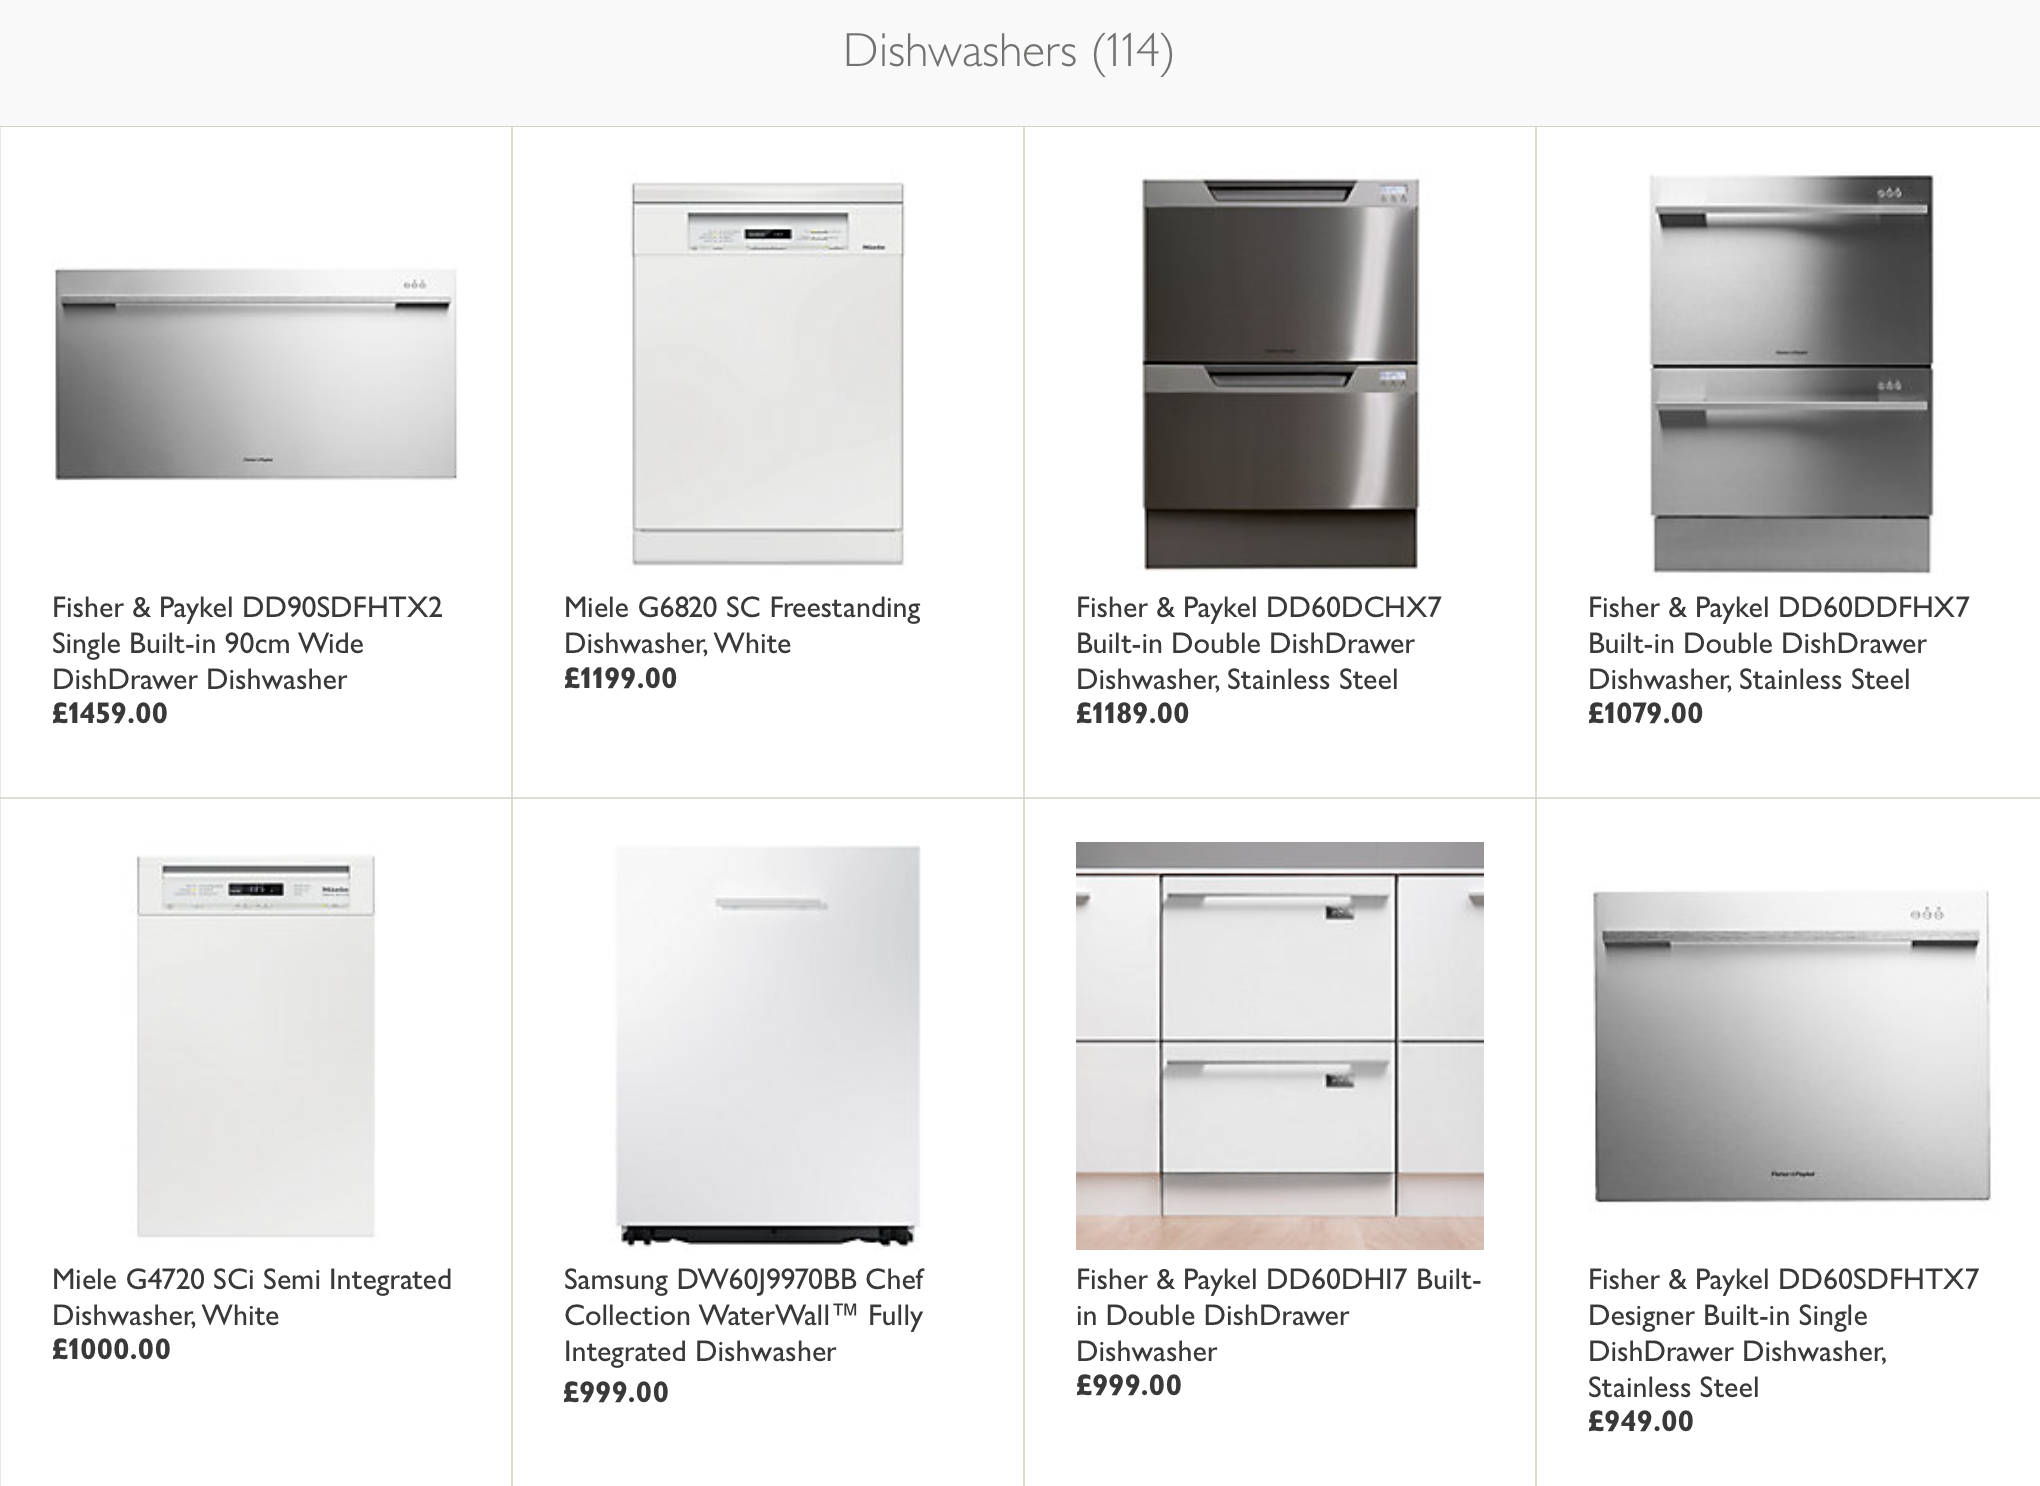 Dishwashers (114)
Fisher & Paykel DD90SDFHTX2
Single Built-in 90cm Wide
DishDrawer Dishwasher
£1459.00
Miele G6820 SC Freestanding
Dishwasher, White
£1199.00
Fisher & Paykel DD60DCHX7
Built-in Double DishDrawer
Dishwasher, Stainless Steel
£1189.00
Fisher & Paykel DD60DDFHX7
Built-in Double DishDrawer
Dishwasher, Stainless Steel
£1079.00
Miele G4720 SCi Semi Integrated
Dishwasher, White
£1000.00
Samsung DW60J9970BB Chef
Collection WaterWall™ Fully
Integrated Dishwasher
£999.00
Fisher & Paykel DD60DHI7 Built-
in Double DishDrawer
Dishwasher
£999.00
Fisher & Paykel DD60SDFHTX7
Designer Built-in Single
DishDrawer Dishwasher,
Stainless Steel
£949.00